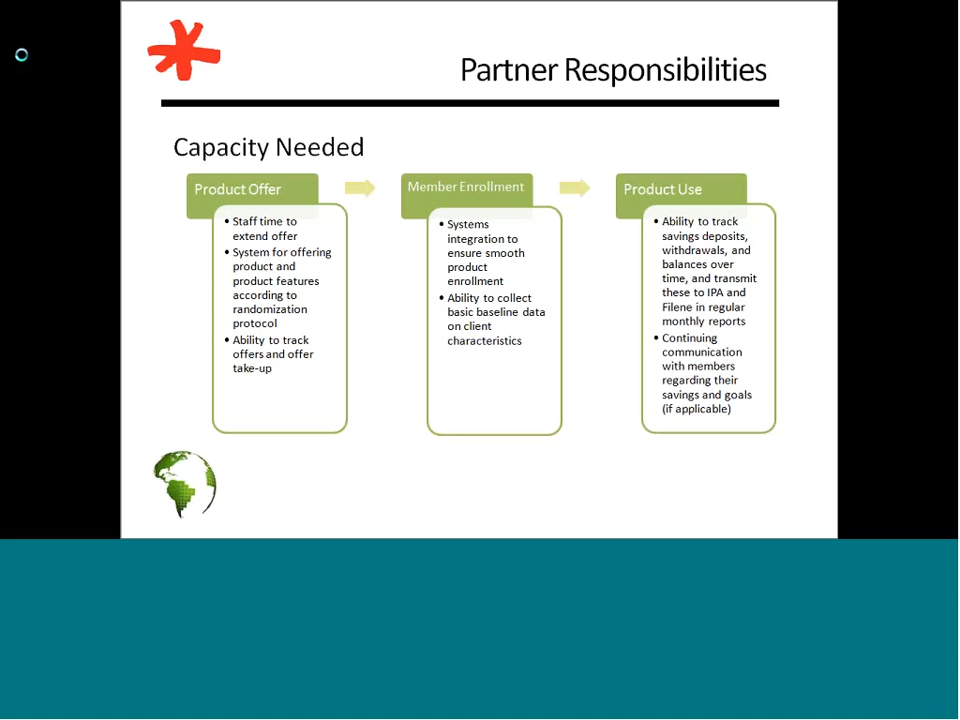 Partner Responsibilities
Capacity Needed
Product Offer
• Staff time to
extend offer
• System for offering
product and
product features
according to
randomization
protocol
• Ability to track
offers and offer
take-up
Member Enrollment
• Systems
integration to
ensure smooth
product
enrollment
• Ability to collect
basic baseline data
on client
characteristics
Product Use
• Ability to track
savings deposits,
withdrawals, and
balances over
time, and transmit
these to IPA and
Filene in regular
monthly reports
• Continuing
communication
with members
regarding their
savings and goals
(if applicable)